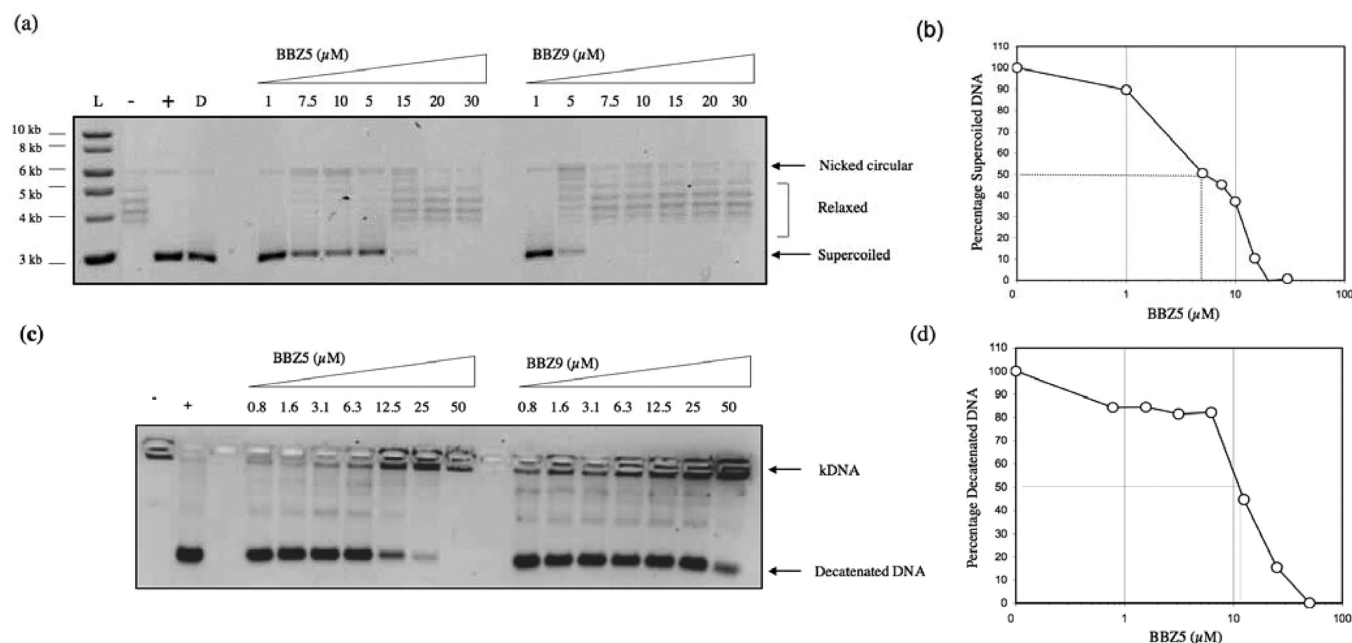 (a)
BBZ5 (µM)
BBZ9 (µM)
L - + D 1 7.5 10 5 15 20 30 1 5 7.5 10 15 20 30
10 kb
8 kb
6 kb
5 kb
4 kb
3 kb
Nicked circular
Relaxed
Supercoiled
(b)
Percentage Supercoiled DNA
110
100
90
80
70
60
50
40
30
20
10
0
0 1 10 100
BBZ5 (µM)
(c)
BBZ5 (µM)
BBZ9 (µM)
- + 0.8 1.6 3.1 6.3 12.5 25 50 0.8 1.6 3.1 6.3 12.5 25 50
kDNA
Decatenated DNA
(d)
Percentage Decatenated DNA
110
100
90
80
70
60
50
40
30
20
10
0
0 1 10 100
BBZ5 (µM)